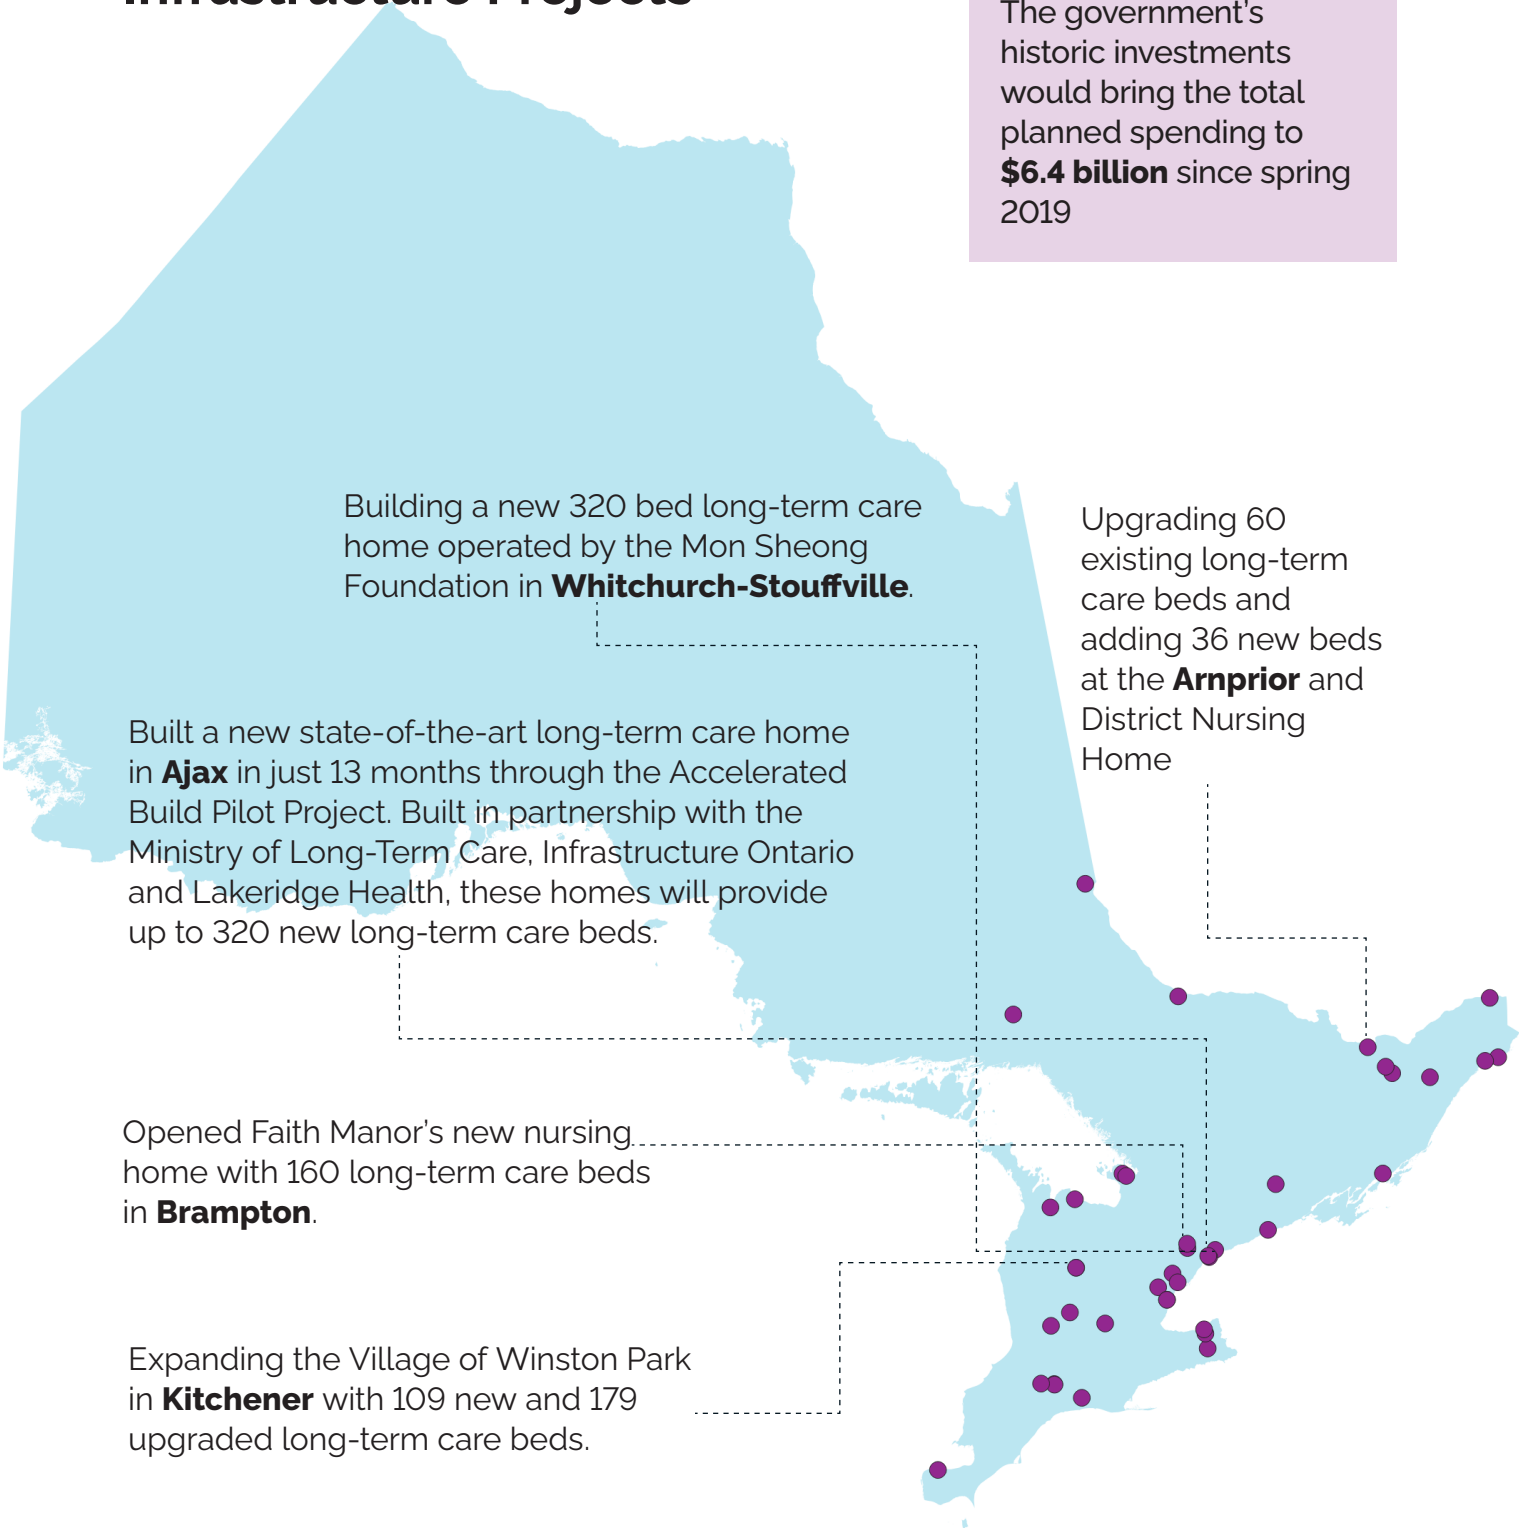 Infrastructure Projects
The government's
historic investments
would bring the total
planned spending to
$6.4 billion since spring
2019
Building a new 320 bed long-term care
home operated by the Mon Sheong
Foundation in Whitchurch-Stouffville.
Upgrading 60
existing long-term
care beds and
adding 36 new beds
at the Arnprior and
District Nursing
Home
Built a new state-of-the-art long-term care home
in Ajax in just 13 months through the Accelerated
Build Pilot Project. Built in partnership with the
Ministry of Long-Term Care, Infrastructure Ontario
and Lakeridge Health, these homes will provide
up to 320 new long-term care beds.
Opened Faith Manor's new nursing
home with 160 long-term care beds
in Brampton.
Expanding the Village of Winston Park
in Kitchener with 109 new and 179
upgraded long-term care beds.